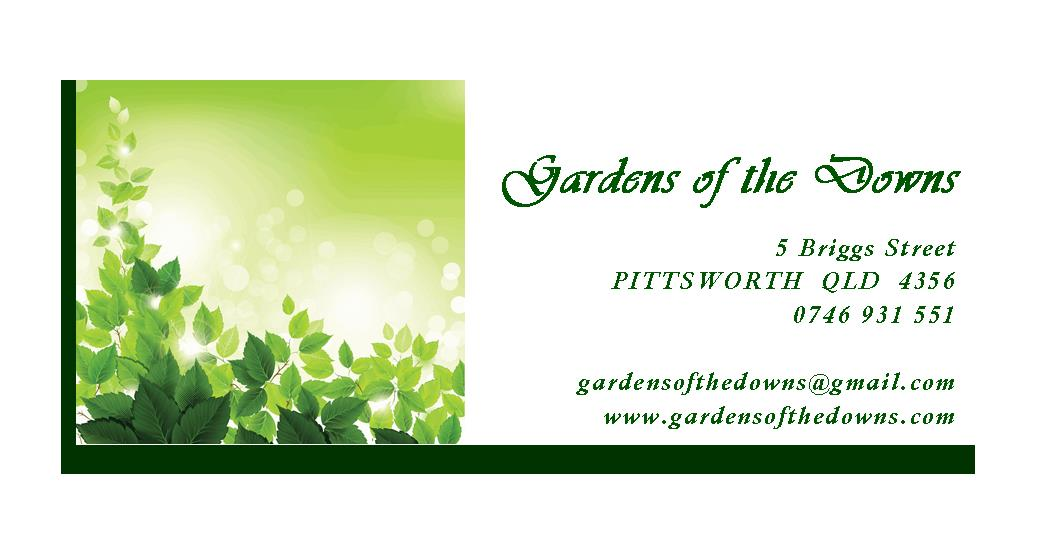 Gardens of the Downs
5 Briggs Street
PITTSWORTH QLD 4356
0746 931 551
gardensofthedowns@gmail.com
www.gardensofthedowns.com